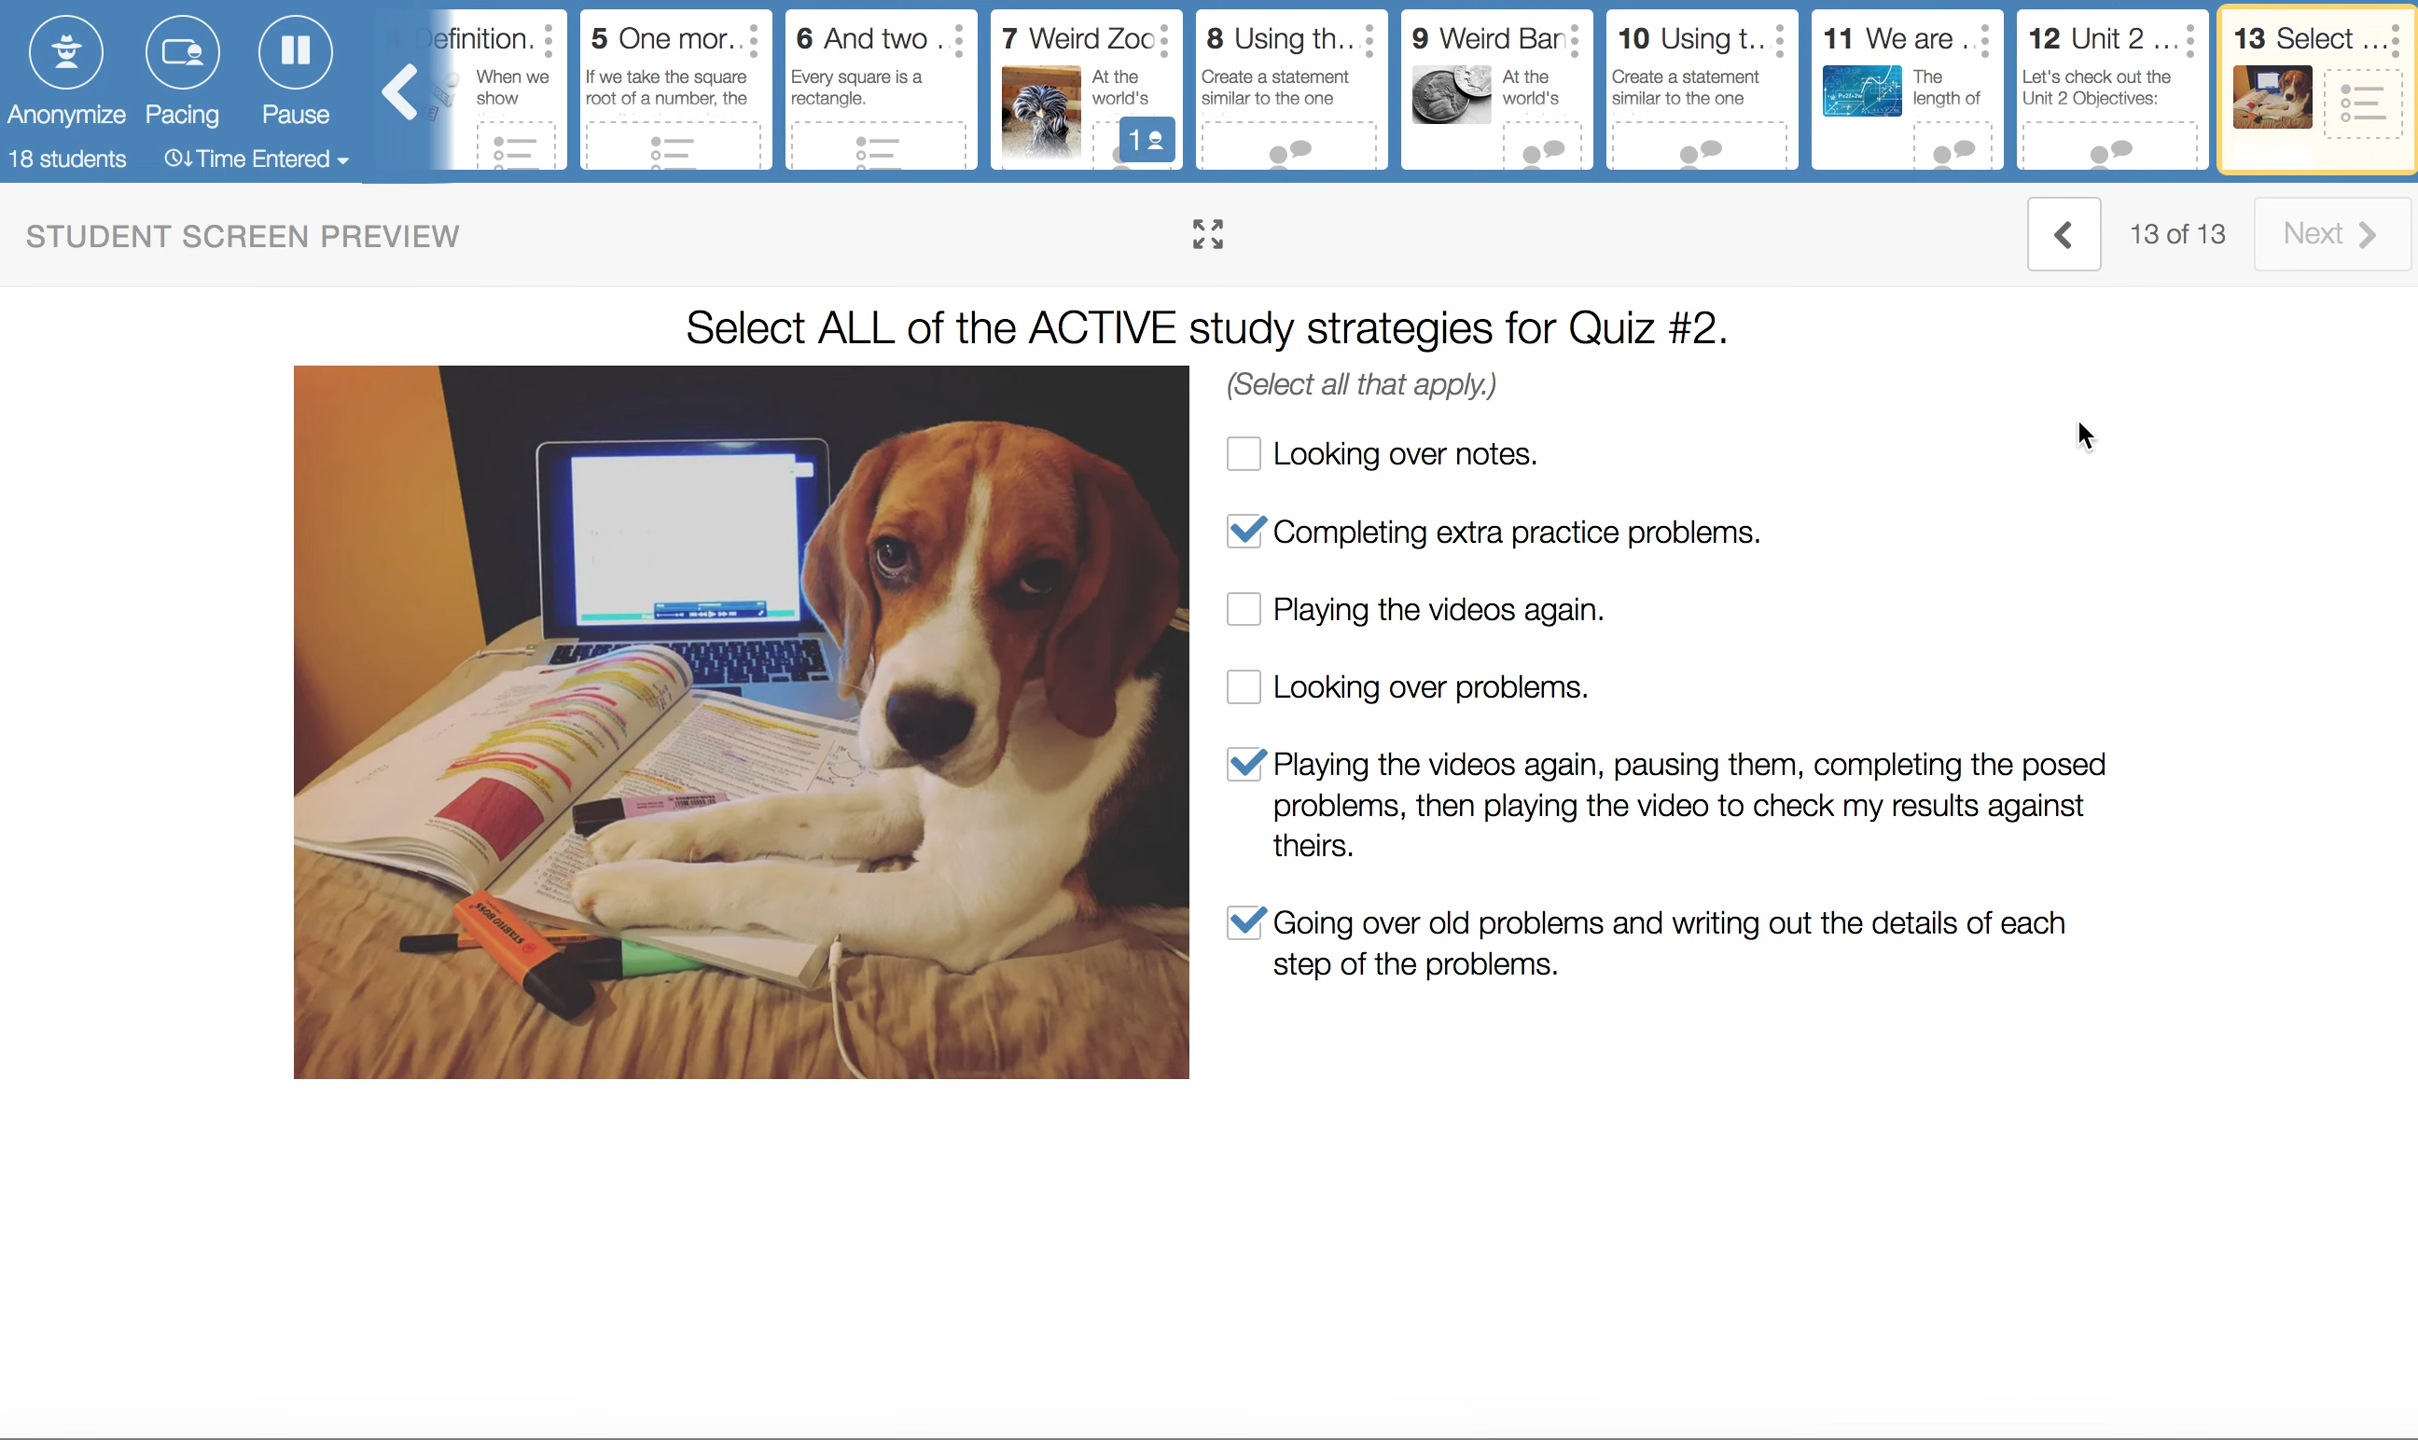 Anonymize
Pacing
Pause
18 students
Time Entered
efinition.
When we
show
5 One mor...
If we take the square
root of a number, the
6 And two .
Every square is a
rectangle.
7 Weird Zoo
At the
world's
1
8 Using th...
Create a statement
similar to the one
9 Weird Ban
At the
world's
10 Using t...
Create a statement
similar to the one
11 We are .
The
length of
12 Unit 2 ...
Let's check out the
Unit 2 Objectives:
13 Select ...
STUDENT SCREEN PREVIEW
13 of 13
Next
Select ALL of the ACTIVE study strategies for Quiz #2.
(Select all that apply.)
Looking over notes.
Completing extra practice problems.
Playing the videos again.
Looking over problems.
Playing the videos again, pausing them, completing the posed
problems, then playing the video to check my results against
theirs.
Going over old problems and writing out the details of each
step of the problems.
STABILO BOSS